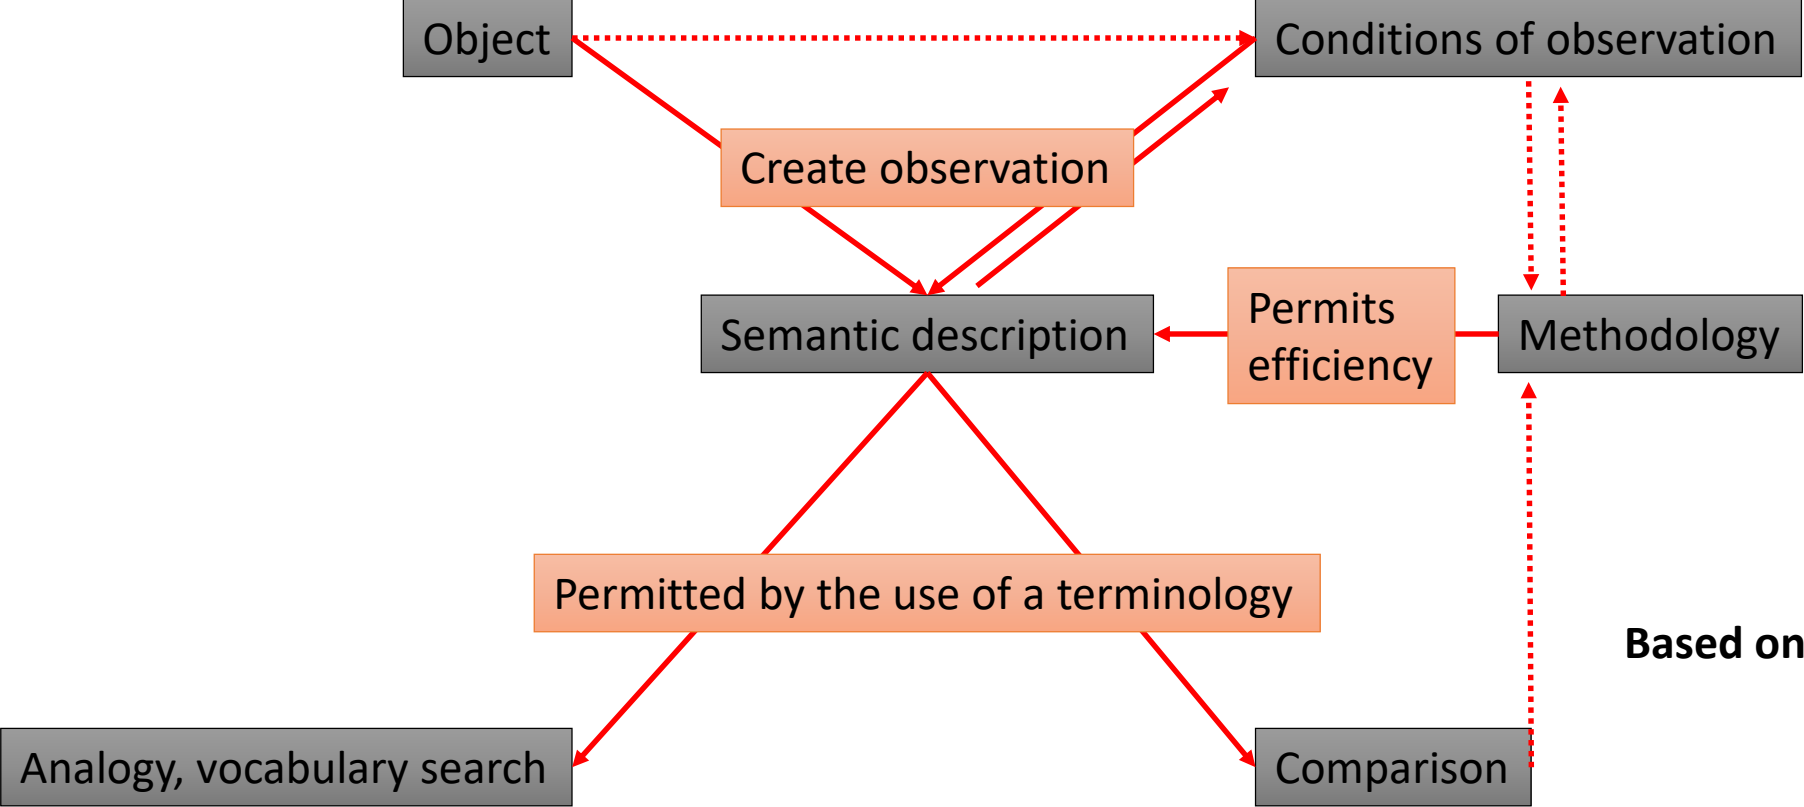 Object
Conditions of observation
Create observation
Semantic description
Permits
efficiency
Methodology
Permitted by the use of a terminology
Based on
Analogy, vocabulary search
Comparison